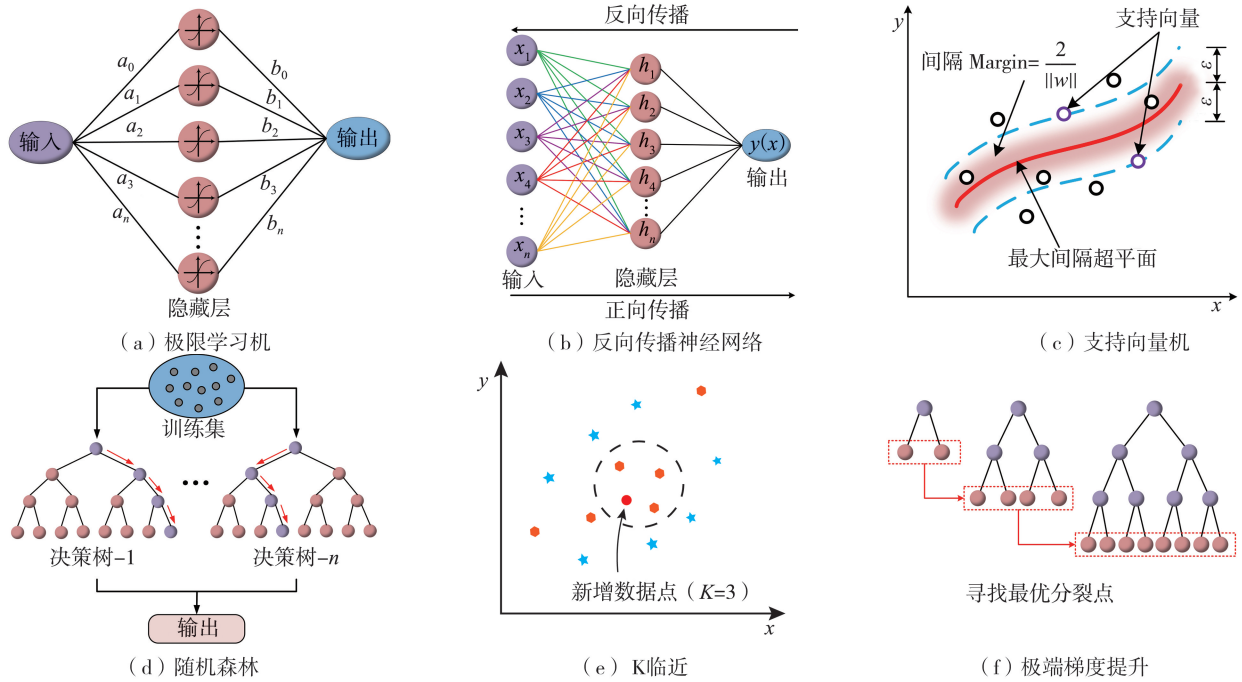 a0
a1
a2
a3
an
b0
b1
b2
b3
bn
输入
输出
隐藏层
（a）极限学习机
反向传播
x1
x2
x3
x4
xn
h1
h2
h3
h4
hn
y(x)
输出
输入
隐藏层
正向传播
（b）反向传播神经网络
y
支持向量
间隔 Margin= 2
||w||
ε
ε
最大间隔超平面
x
（c）支持向量机
训练集
决策树-1
决策树-n
输出
（d）随机森林
y
新增数据点（K=3）
x
（e）K临近
寻找最优分裂点
（f）极端梯度提升